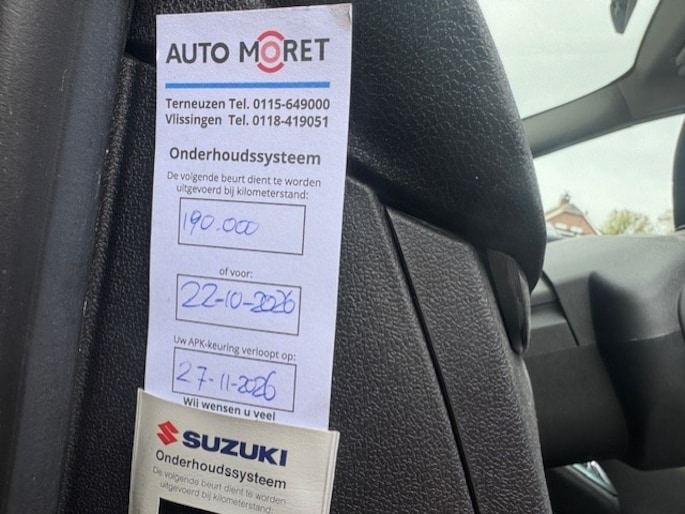 AUTO MORET
Terneuzen Tel. 0115-649000
Vlissingen Tel. 0118-419051
Onderhoudssysteem
De volgende beurt dient te worden
uitgevoerd bij kilometerstand:
190.000
of voor:
22-10-2026
Uw APK-keuring verloopt op:
27-11-2026
Wij wensen u veel
SUZUKI
Onderhoudssysteem
De volgende beurt dient te worden
uitgevoerd bij kilometerstand: